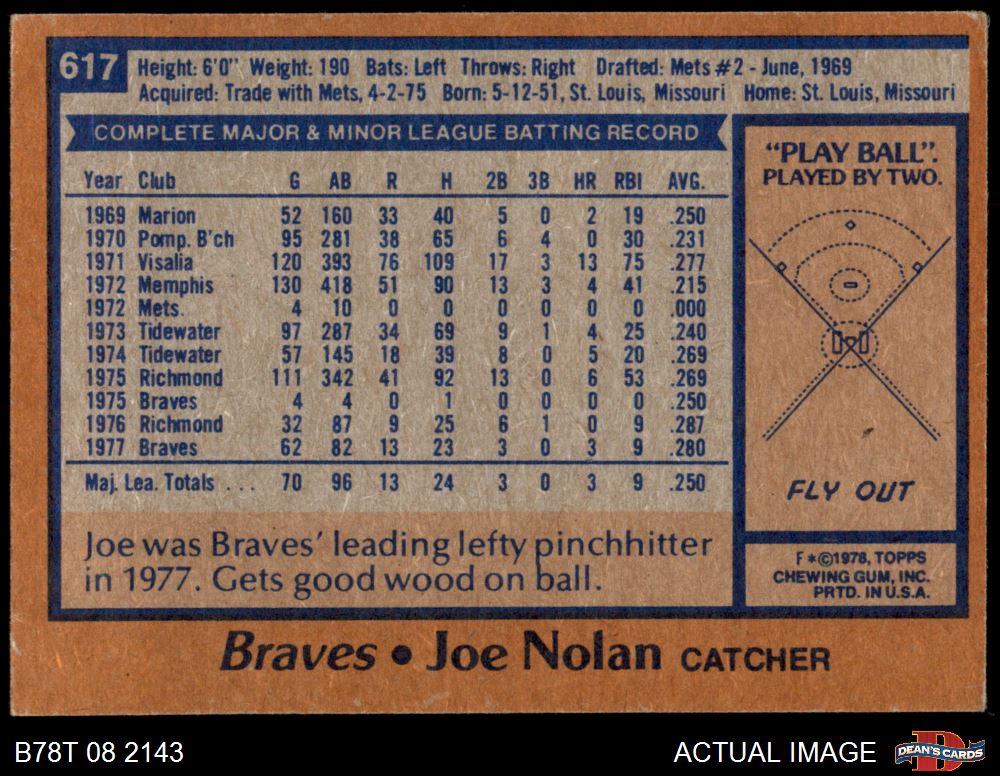 617
Height: 6'0" Weight: 190 Bats: Left Throws: Right Drafted: Mets #2 - June, 1969
Acquired: Trade with Mets, 4-2-75 Born: 5-12-51, St. Louis, Missouri Home: St. Louis, Missouri
COMPLETE MAJOR & MINOR LEAGUE BATTING RECORD
Year Club G AB R H 2B 3B HR RBI AVG.
1969 Marion 52 160 33 40 5 0 2 19 .250
1970 Pomp. B'ch 95 281 38 65 6 4 0 30 .231
1971 Visalia 120 393 76 109 17 3 13 75 .277
1972 Memphis 130 418 51 90 13 3 4 41 .215
1972 Mets. 4 10 0 0 0 0 0 0 .000
1973 Tidewater 97 287 34 69 9 1 4 25 .240
1974 Tidewater 57 145 18 39 8 0 5 20 .269
1975 Richmond 111 342 41 92 13 0 6 53 .269
1975 Braves 4 4 0 1 0 0 0 0 .250
1976 Richmond 32 87 9 25 6 1 0 9 .287
1977 Braves 62 82 13 23 3 0 3 9 .280
Maj. Lea. Totals . . . 70 96 13 24 3 0 3 9 .250
Joe was Braves' leading lefty pinchhitter
in 1977. Gets good wood on ball.
"PLAY BALL".
PLAYED BY TWO.
FLY OUT
F *©1978, TOPPS
CHEWING GUM, INC.
PRTD. IN U.S.A.
Braves • Joe Nolan CATCHER
B78T 08 2143
ACTUAL IMAGE
DEAN'S CARDS